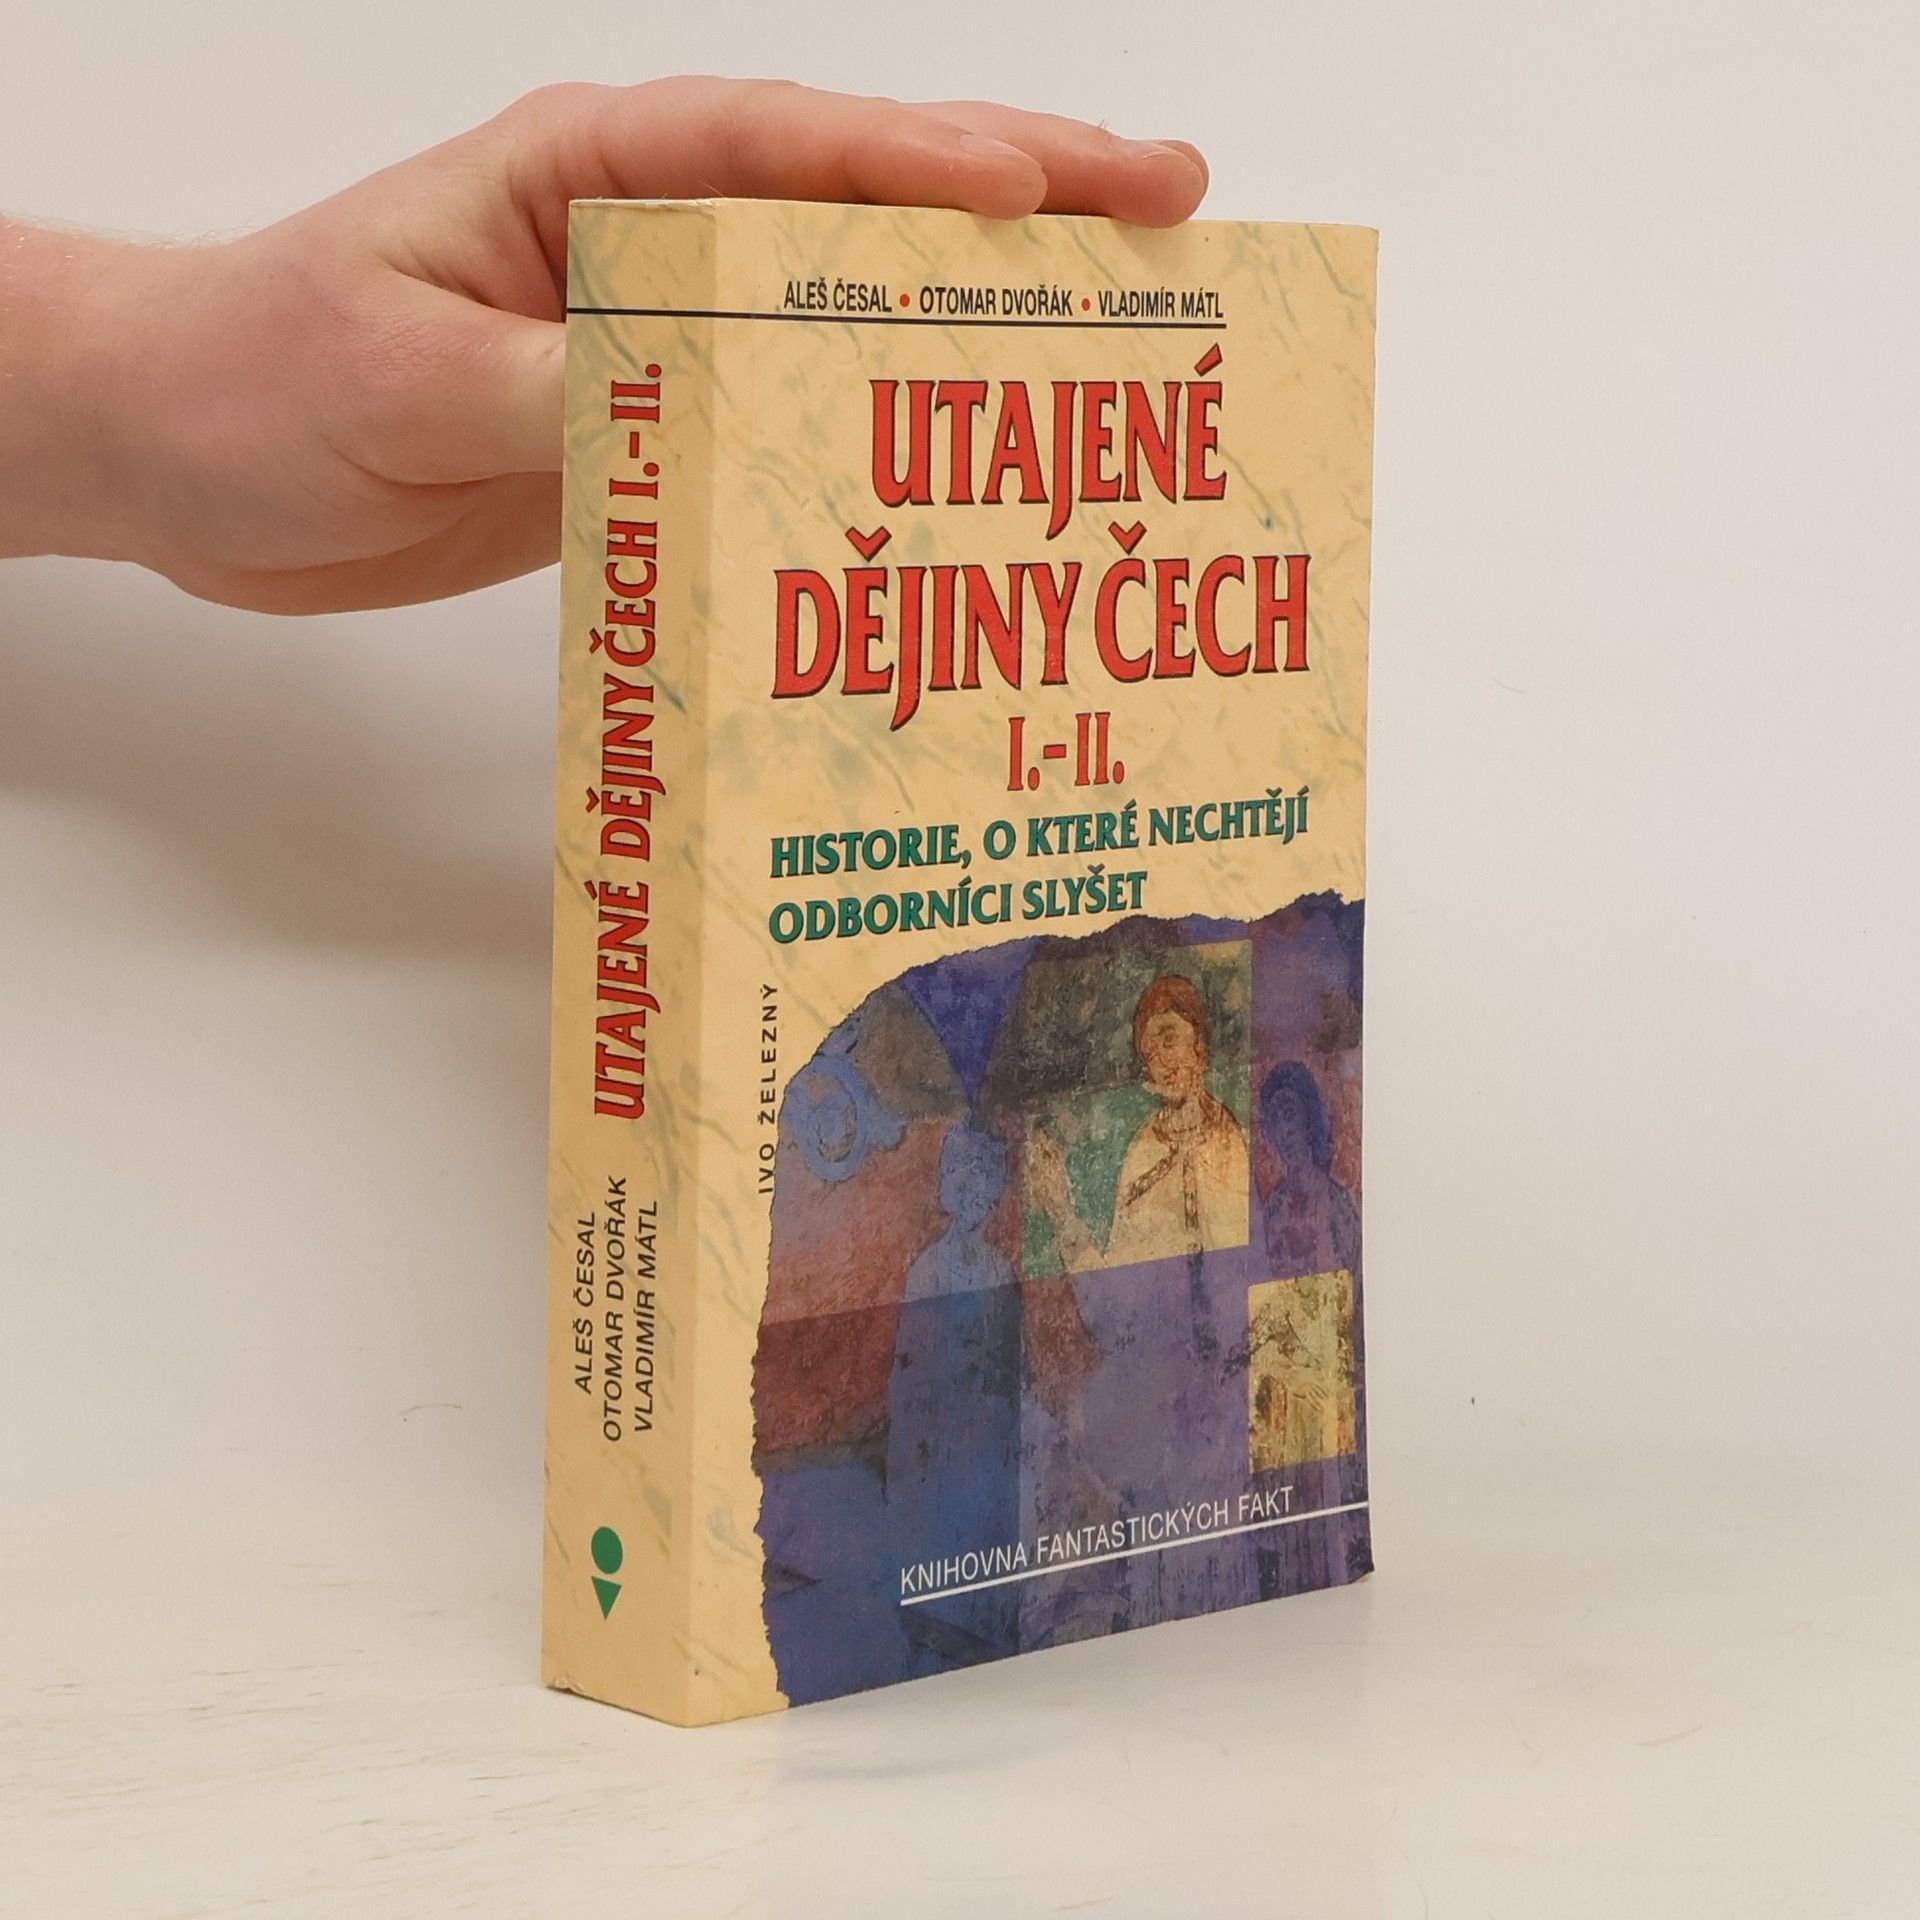 ALEŠ ČESAL • OTOMAR DVOŘÁK • VLADIMÍR MÁTL
UTAJENÉ
DĚJINY ČECH
I.-II.
HISTORIE, O KTERÉ NECHTĚJÍ
ODBORNÍCI SLYŠET
IVO ŽELEZNÝ
KNIHOVNA FANTASTICKÝCH FAKT
UTAJENÉ DĚJINY ČECH I.-II.
ALEŠ ČESAL
OTOMAR DVOŘÁK
VLADIMÍR MÁTL